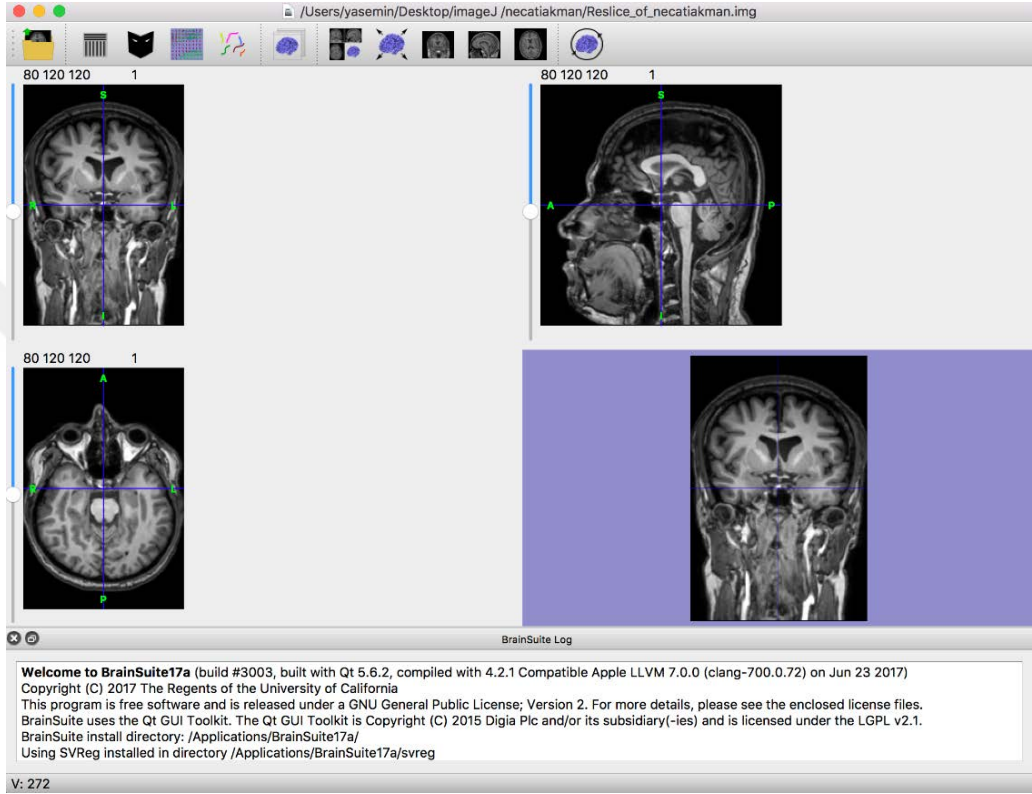 /Users/yasemin/Desktop/imageJ /necatiakman/Reslice_of_necatiakman.img
80 120 120 1
S
R L
I
80 120 120 1
S
A P
I
80 120 120 1
A
R L
P
BrainSuite Log
Welcome to BrainSuite17a (build #3003, built with Qt 5.6.2, compiled with 4.2.1 Compatible Apple LLVM 7.0.0 (clang-700.0.72) on Jun 23 2017)
Copyright (C) 2017 The Regents of the University of California
This program is free software and is released under a GNU General Public License; Version 2. For more details, please see the enclosed license files.
BrainSuite uses the Qt GUI Toolkit. The Qt GUI Toolkit is Copyright (C) 2015 Digia Plc and/or its subsidiary(-ies) and is licensed under the LGPL v2.1.
BrainSuite install directory: /Applications/BrainSuite17a/
Using SVReg installed in directory /Applications/BrainSuite17a/svreg
V: 272